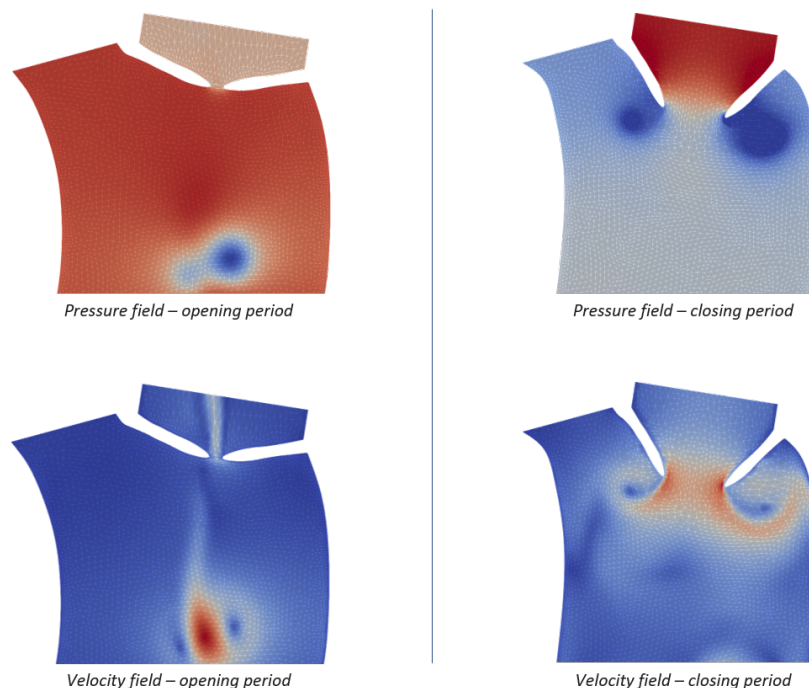 Pressure field – opening period
Pressure field – closing period
Velocity field – opening period
Velocity field – closing period